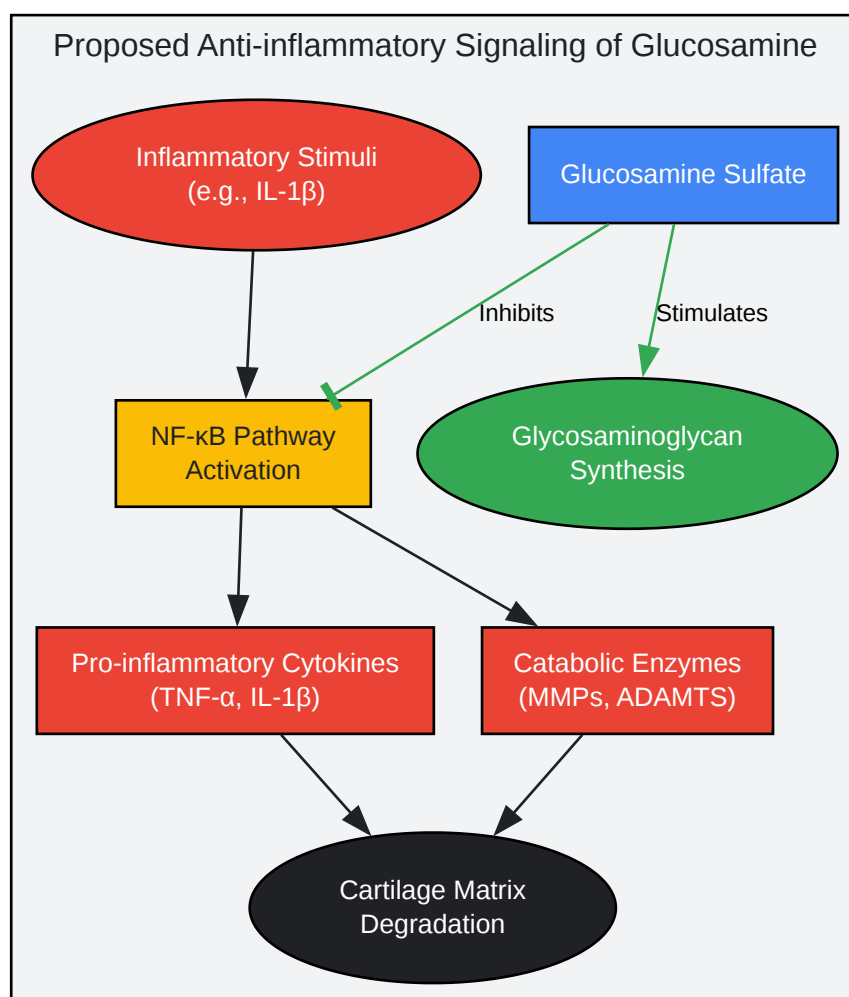 Proposed Anti-inflammatory Signaling of Glucosamine
Inflammatory Stimuli
(e.g., IL-1β)
Glucosamine Sulfate
Inhibits
Stimulates
NF-κB Pathway
Activation
Glycosaminoglycan
Synthesis
Pro-inflammatory Cytokines
(TNF-α, IL-1β)
Catabolic Enzymes
(MMPs, ADAMTS)
Cartilage Matrix
Degradation